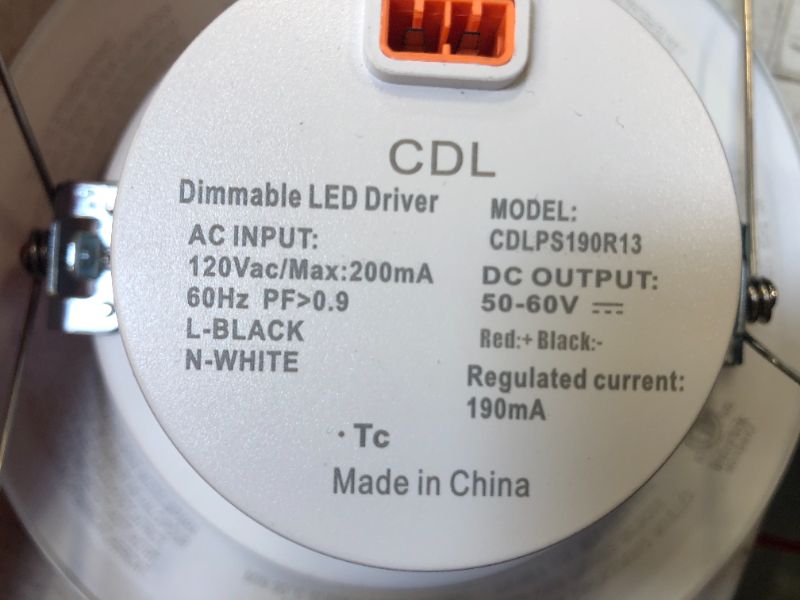 CDL
Dimmable LED Driver
AC INPUT:
120Vac/Max:200mA
60Hz PF>0.9
L-BLACK
N-WHITE
MODEL:
CDLPS190R13
DC OUTPUT:
50-60V ⎓
Red:+ Black:-
Regulated current:
190mA
· Tc
Made in China